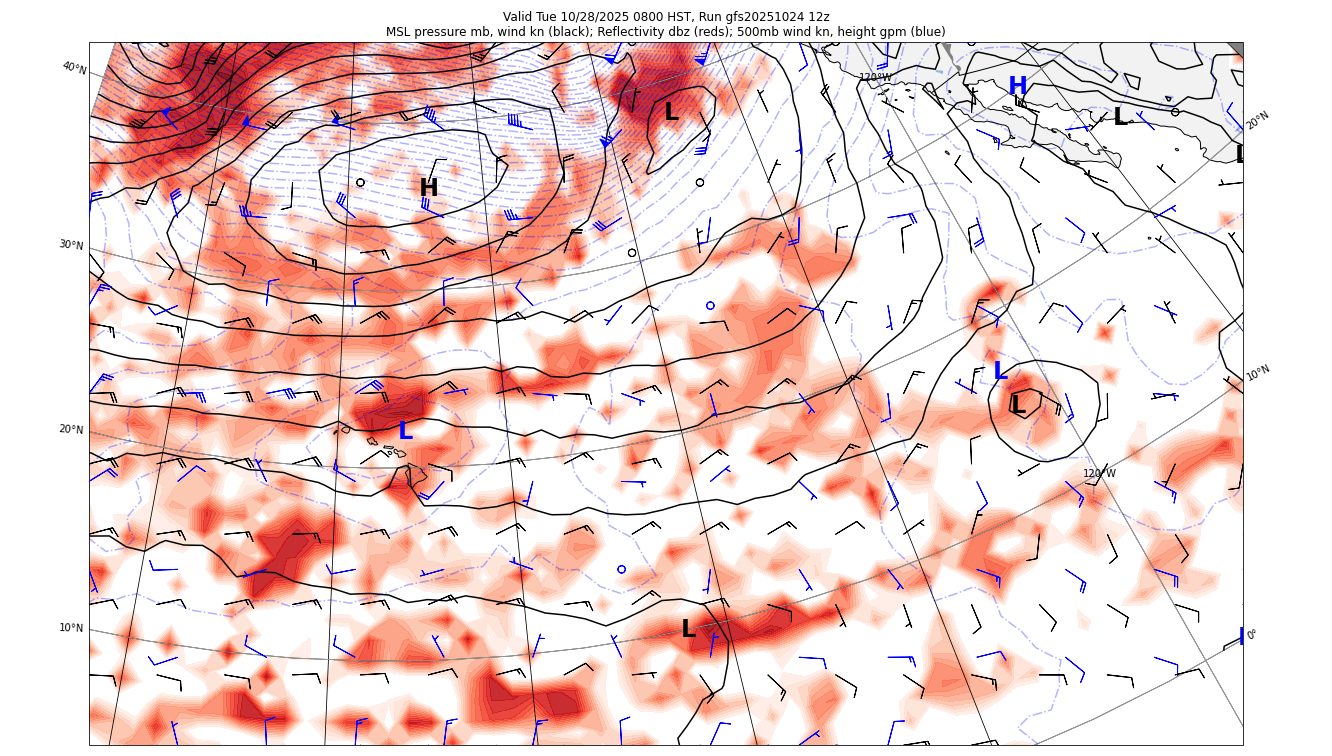 Valid Tue 10/28/2025 0800 HST, Run gfs20251024 12z
MSL pressure mb, wind kn (black); Reflectivity dbz (reds); 500mb wind kn, height gpm (blue)
40°N
120°W
H
L
L
20°N
L
H
30°N
L
10°N
L
20°N
L
120°W
10°N
L
0°